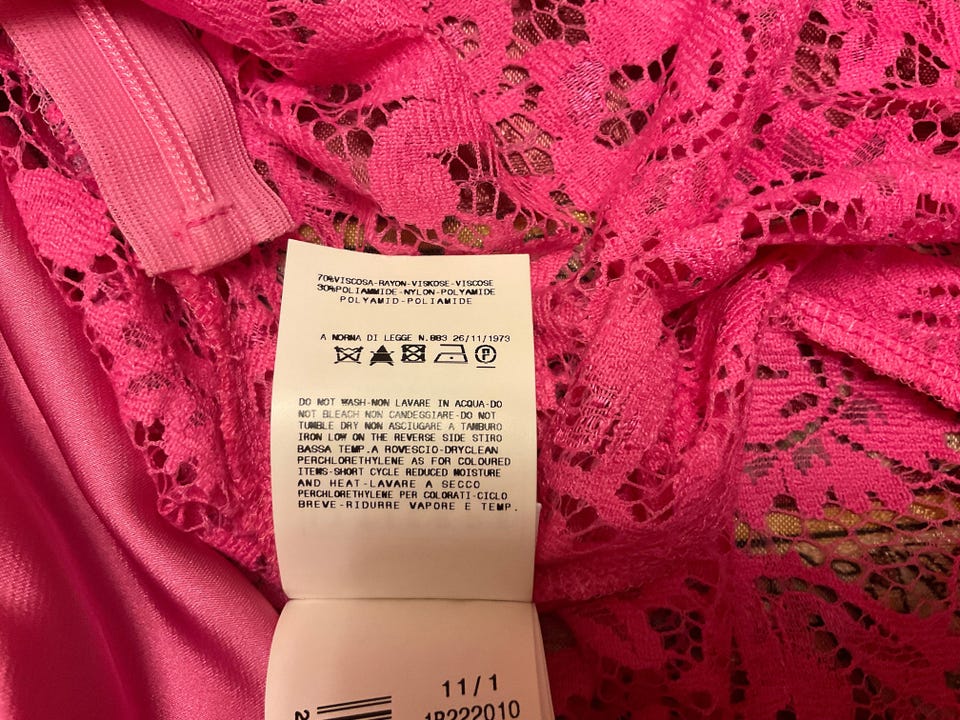 70%VISCOSA-RAYON-VISKOSE-VISCOSE
30%POLIAMMIDE-NYLON-POLYAMIDE
POLYAMID-POLIAMIDE
A NORMA DI LEGGE N.883 26/11/1973
P
DO NOT WASH-NON LAVARE IN ACQUA-DO
NOT BLEACH NON CANDEGGIARE-DO NOT
TUMBLE DRY NON ASCIUGARE A TAMBURO
IRON LOW ON THE REVERSE SIDE STIRO
BASSA TEMP.A ROVESCIO-DRYCLEAN
PERCHLORETHYLENE AS FOR COLOURED
ITEMS-SHORT CYCLE REDUCED MOISTURE
AND HEAT-LAVARE A SECCO
PERCHLORETHYLENE PER COLORATI-CICLO
BREVE-RIDURRE VAPORE E TEMP.
11/1
222010
2